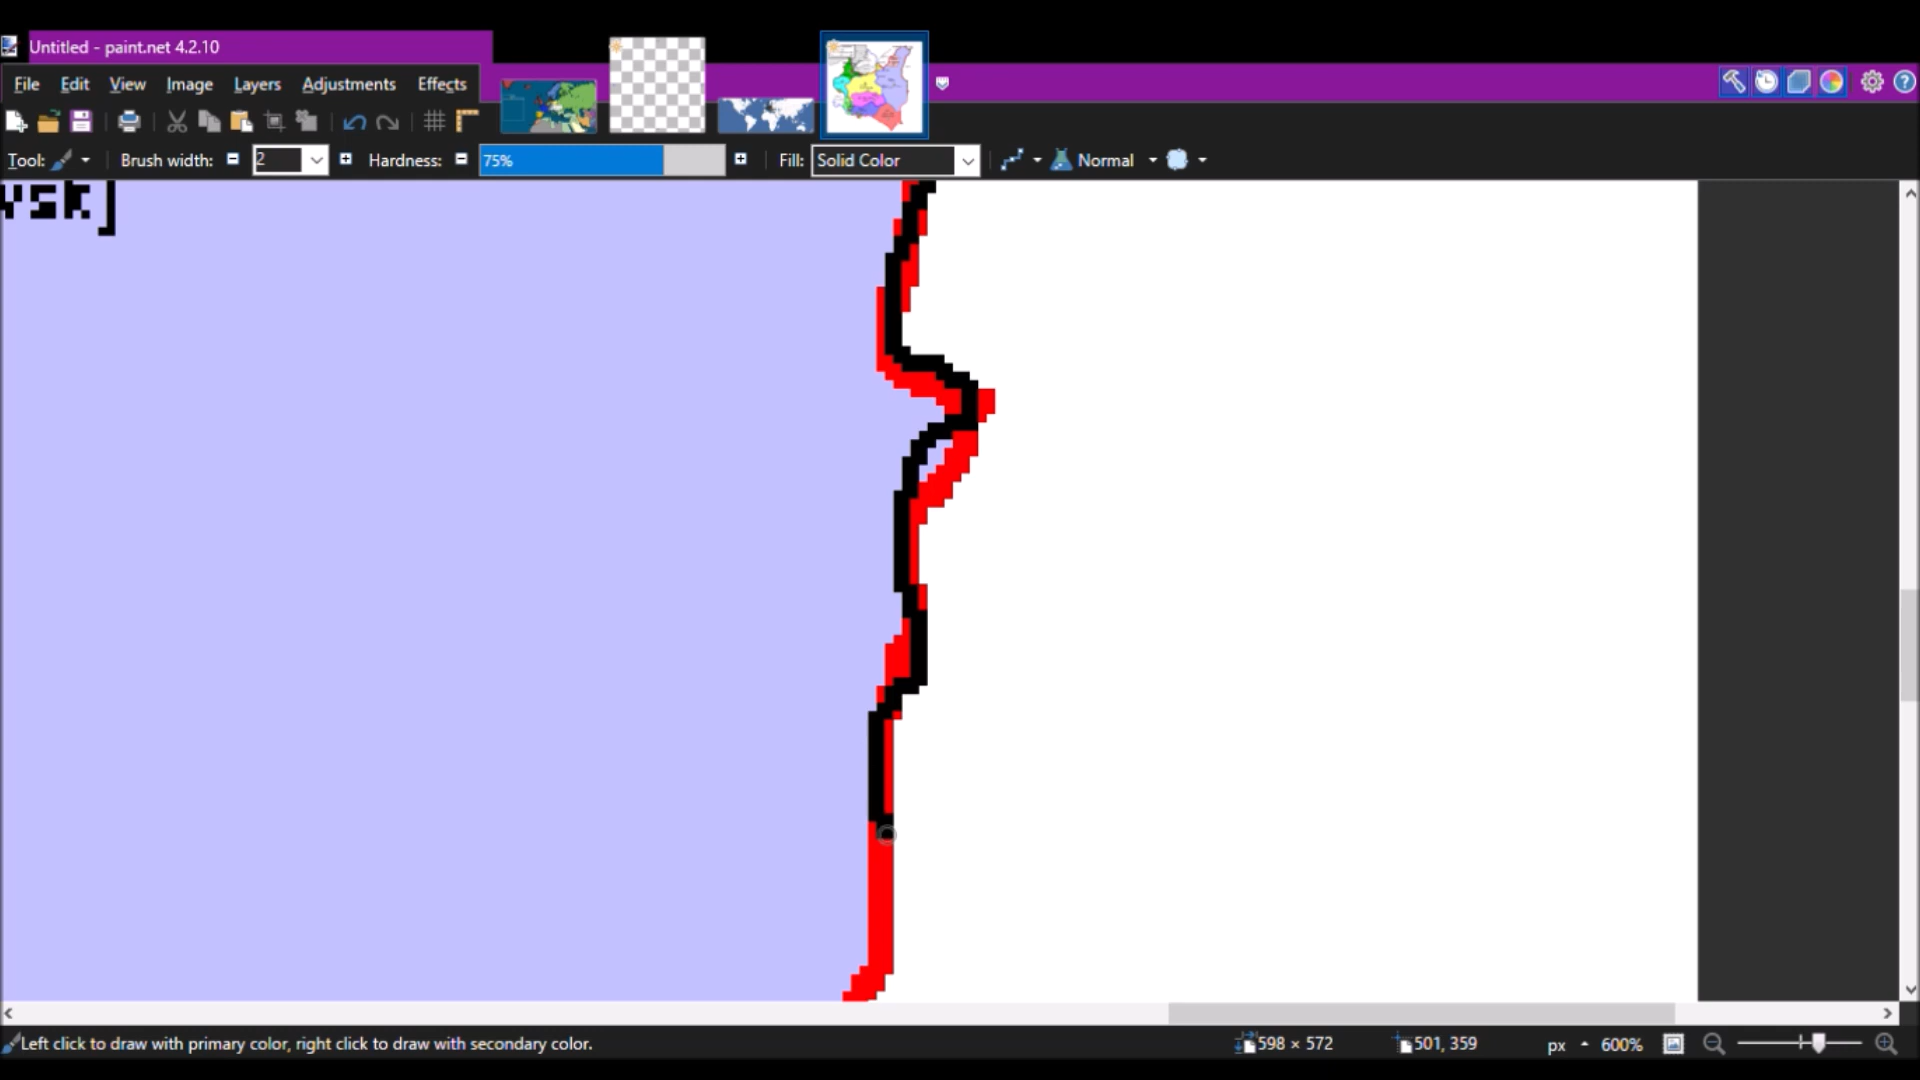 Untitled - paint.net 4.2.10
File Edit View Image Layers Adjustments Effects
Tool: Brush width: 2 Hardness: 75% Fill: Solid Color Normal
vsk]
Left click to draw with primary color, right click to draw with secondary color. 598 × 572 501, 359 px 600%